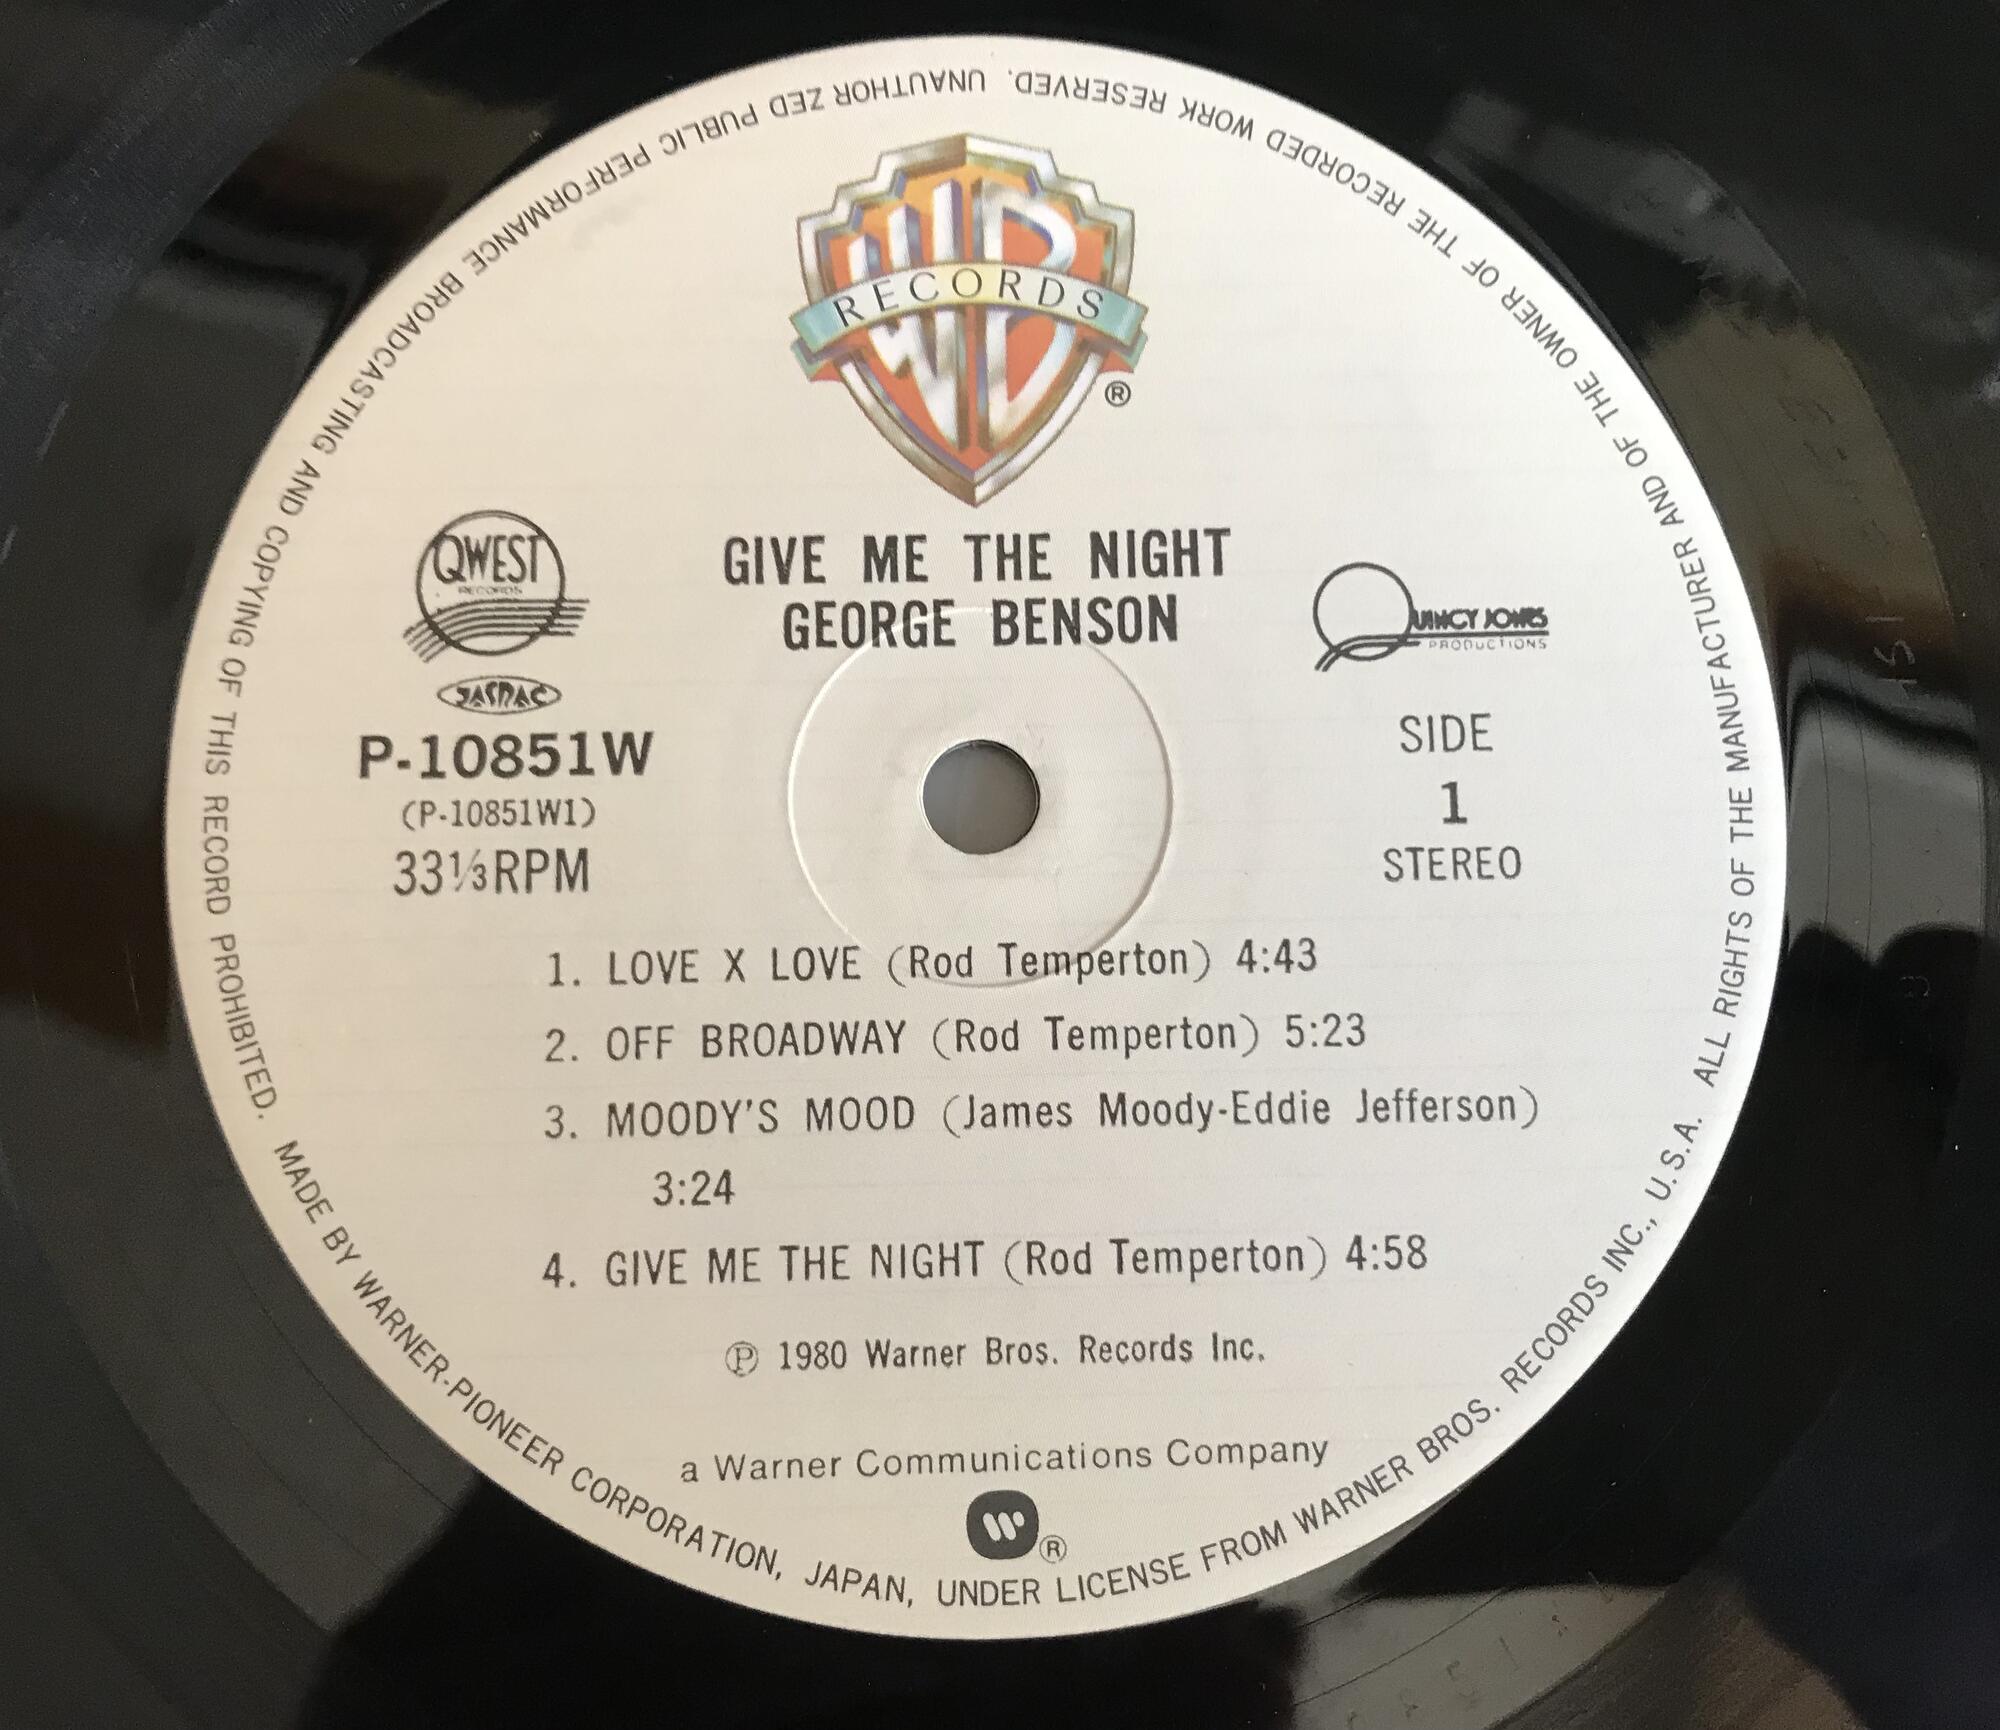 RECORDS
®
QWEST
RECORDS
GIVE ME THE NIGHT
GEORGE BENSON
QUINCY JONES
PRODUCTIONS
JASRAC
P-10851W
(P-10851W1)
33⅓RPM
SIDE
1
STEREO
1. LOVE X LOVE (Rod Temperton) 4:43
2. OFF BROADWAY (Rod Temperton) 5:23
3. MOODY'S MOOD (James Moody-Eddie Jefferson)
3:24
4. GIVE ME THE NIGHT (Rod Temperton) 4:58
℗ 1980 Warner Bros. Records Inc.
a Warner Communications Company
®
MADE BY WARNER-PIONEER CORPORATION, JAPAN, UNDER LICENSE FROM WARNER BROS. RECORDS INC., U.S.A. ALL RIGHTS OF THE MANUFACTURER AND OF THE OWNER OF THE RECORDED WORK RESERVED. UNAUTHOR ZED PUBLIC PERFORMANCE BROADCASTING AND COPYING OF THIS RECORD PROHIBITED.